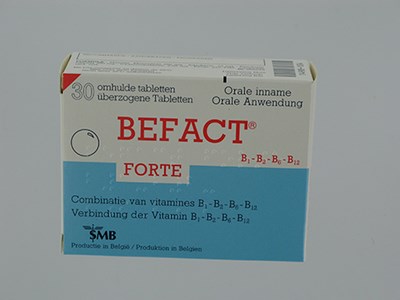 30 omhulde tabletten
überzogene Tabletten
Orale inname
Orale Anwendung
BEFACT®
B₁-B₂-B₆-B₁₂
FORTE
Combinatie van vitamines B₁-B₂-B₆-B₁₂
Verbindung der Vitamin B₁-B₂-B₆-B₁₂
SMB
Productie in België / Produktion in Belgien